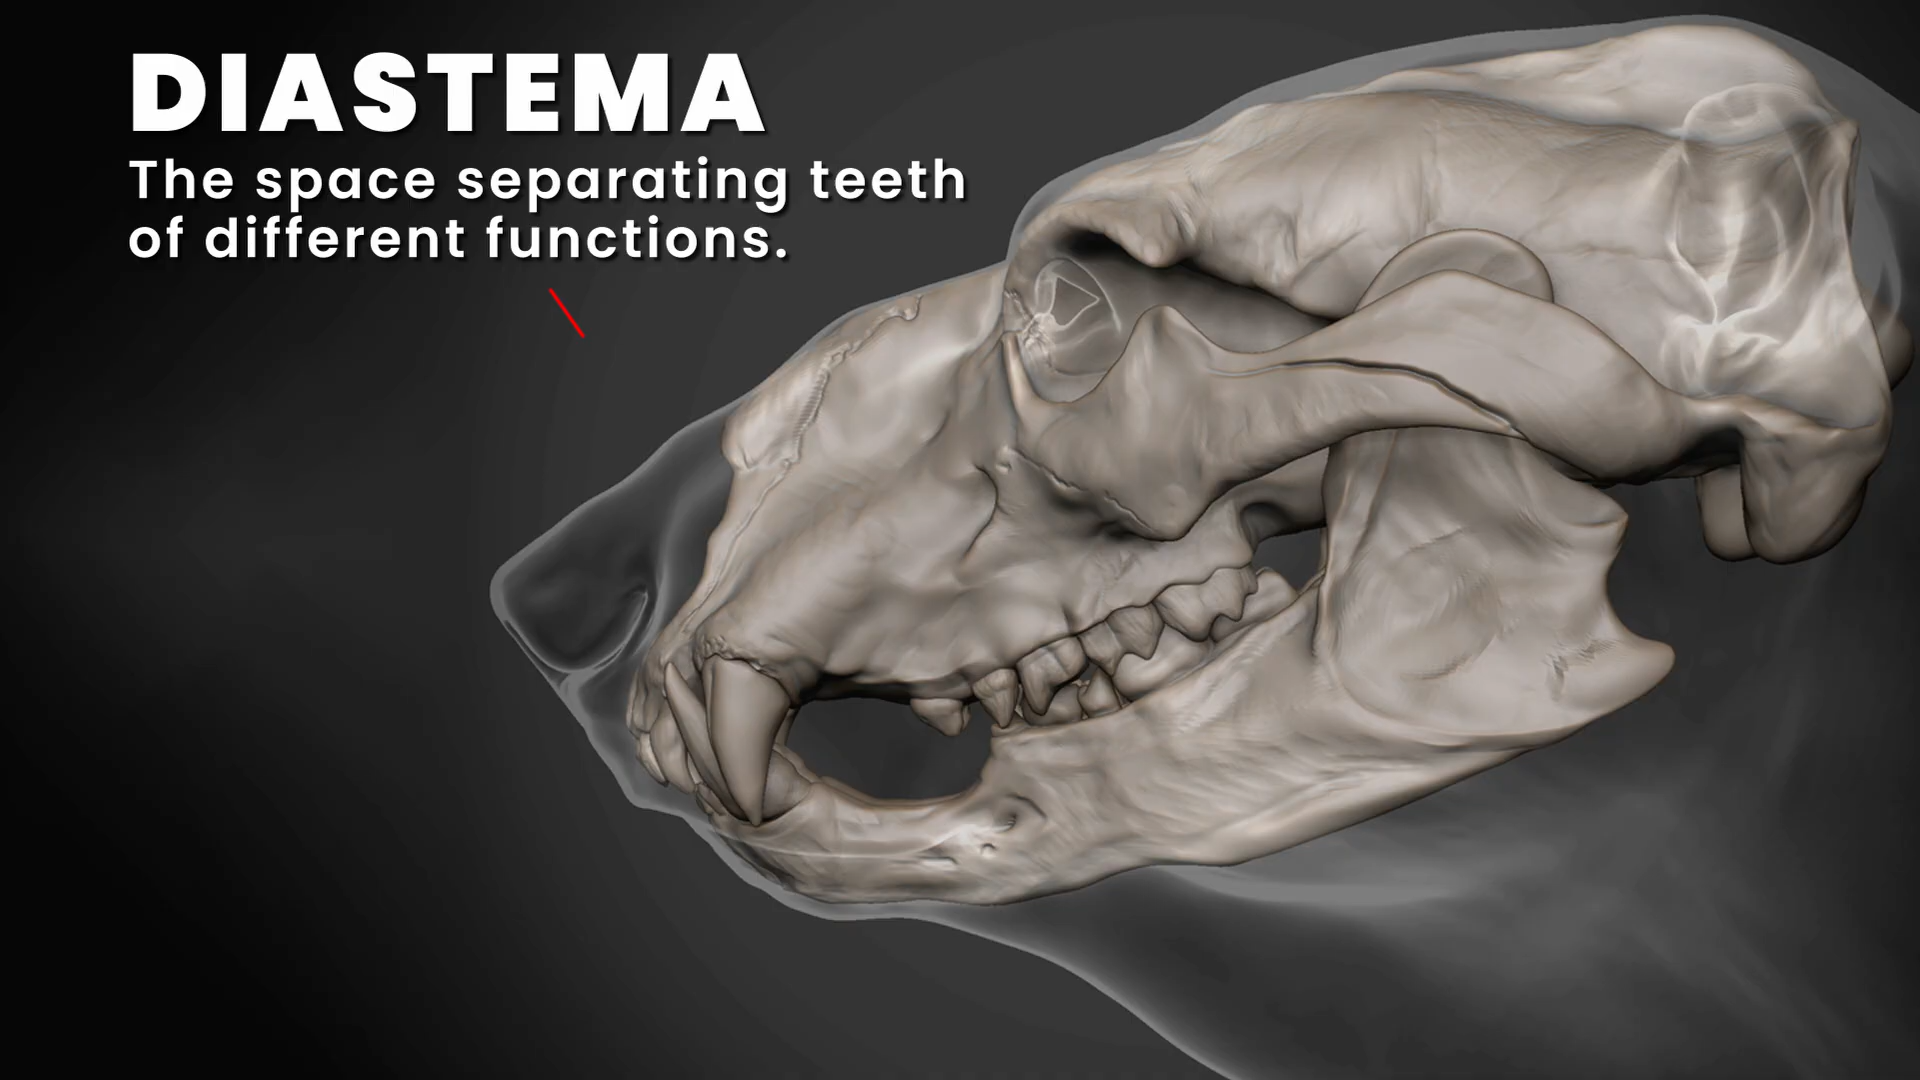 DIASTEMA
The space separating teeth
of different functions.